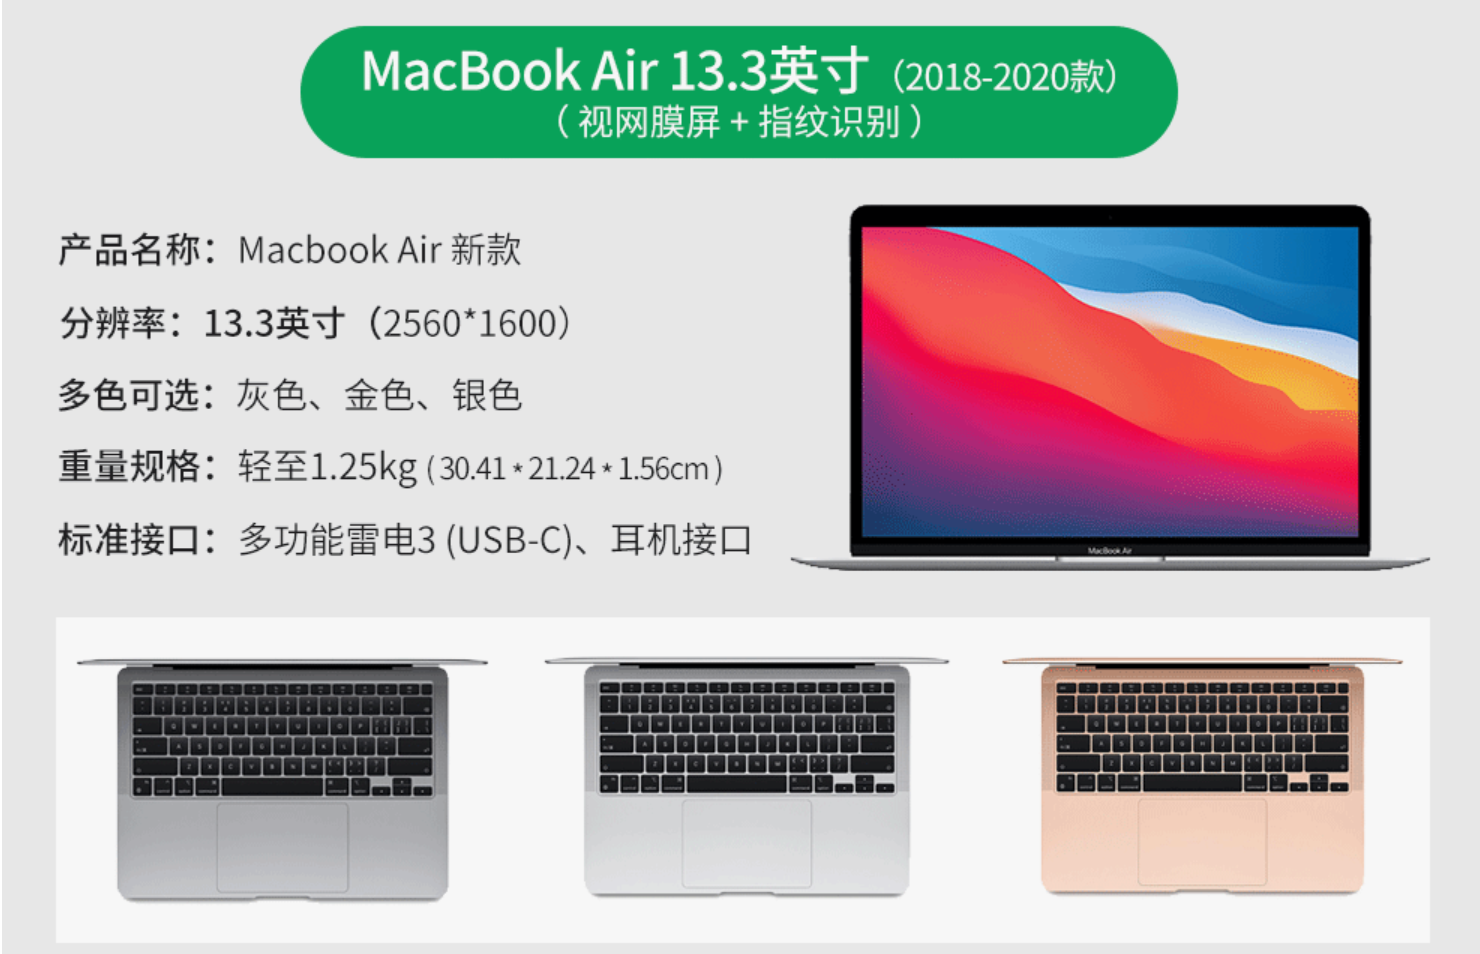 MacBook Air 13.3英寸（2018-2020款）
（视网膜屏 + 指纹识别）
产品名称：Macbook Air 新款
分辨率：13.3英寸（2560*1600）
多色可选：灰色、金色、银色
重量规格：轻至1.25kg ( 30.41 * 21.24 * 1.56cm )
标准接口：多功能雷电3 (USB-C)、耳机接口
MacBook Air